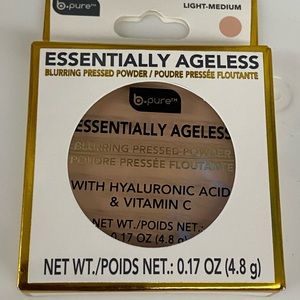 b.pure™
LIGHT-MEDIUM
ESSENTIALLY AGELESS
BLURRING PRESSED POWDER / POUDRE PRESSÉE FLOUTANTE
b.pure™
ESSENTIALLY AGELESS
BLURRING PRESSED POWDER
POUDRE PRESSÉE FLOUTANTE
WITH HYALURONIC ACID
& VITAMIN C
NET WT./POIDS NET.:
0.17 OZ (4.8 g)
NET WT./POIDS NET.: 0.17 OZ (4.8 g)